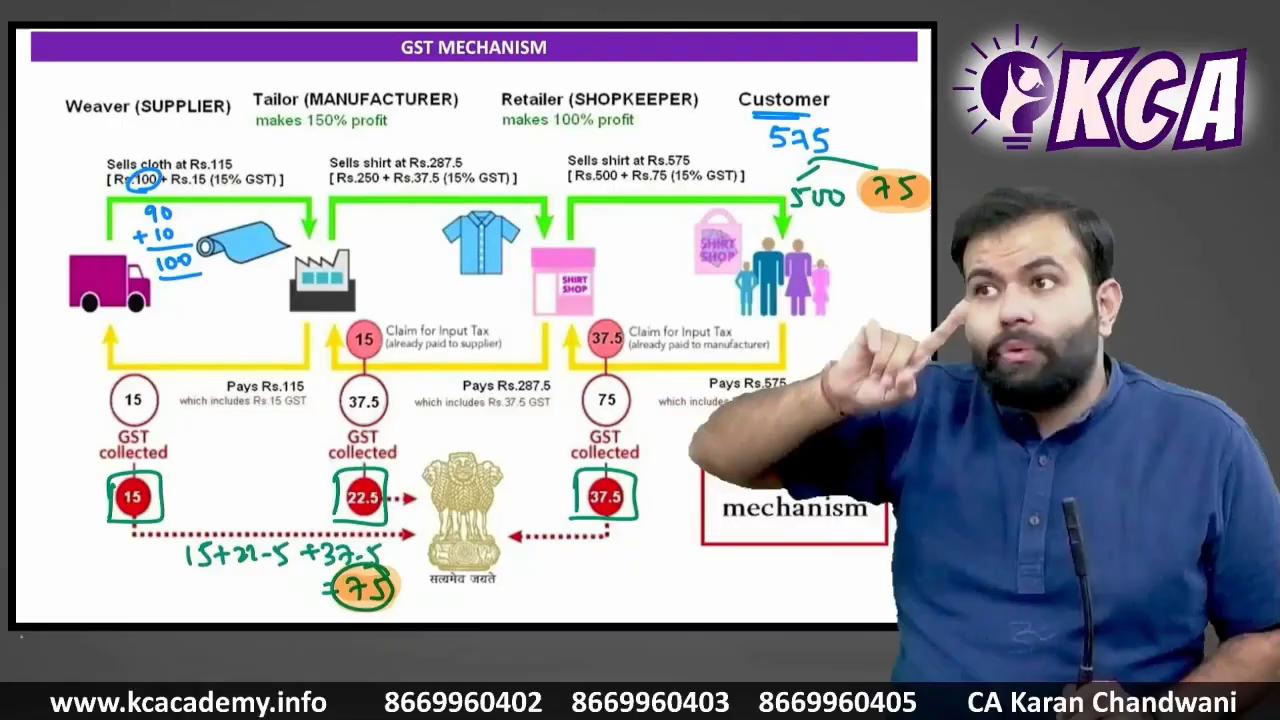 GST MECHANISM
KCA
Weaver (SUPPLIER)
Tailor (MANUFACTURER)
makes 150% profit
Retailer (SHOPKEEPER)
makes 100% profit
Customer
575
500
75
Sells cloth at Rs.115
[ Rs.100 + Rs.15 (15% GST) ]
90
+ 10
100
Sells shirt at Rs.287.5
[ Rs.250 + Rs.37.5 (15% GST) ]
Sells shirt at Rs.575
[ Rs.500 + Rs.75 (15% GST) ]
SHIRT
SHOP
SHIRT
SHOP
15
Claim for Input Tax
(already paid to supplier)
37.5
Claim for Input Tax
(already paid to manufacturer)
Pays Rs.115
which includes Rs.15 GST
Pays Rs.287.5
which includes Rs.37.5 GST
Pays Rs.575
which
15
GST
collected
15
37.5
GST
collected
22.5
75
GST
collected
37.5
mechanism
15+22.5 +37.5
= 75
सत्यमेव जयते
www.kcacademy.info 8669960402 8669960403 8669960405 CA Karan Chandwani